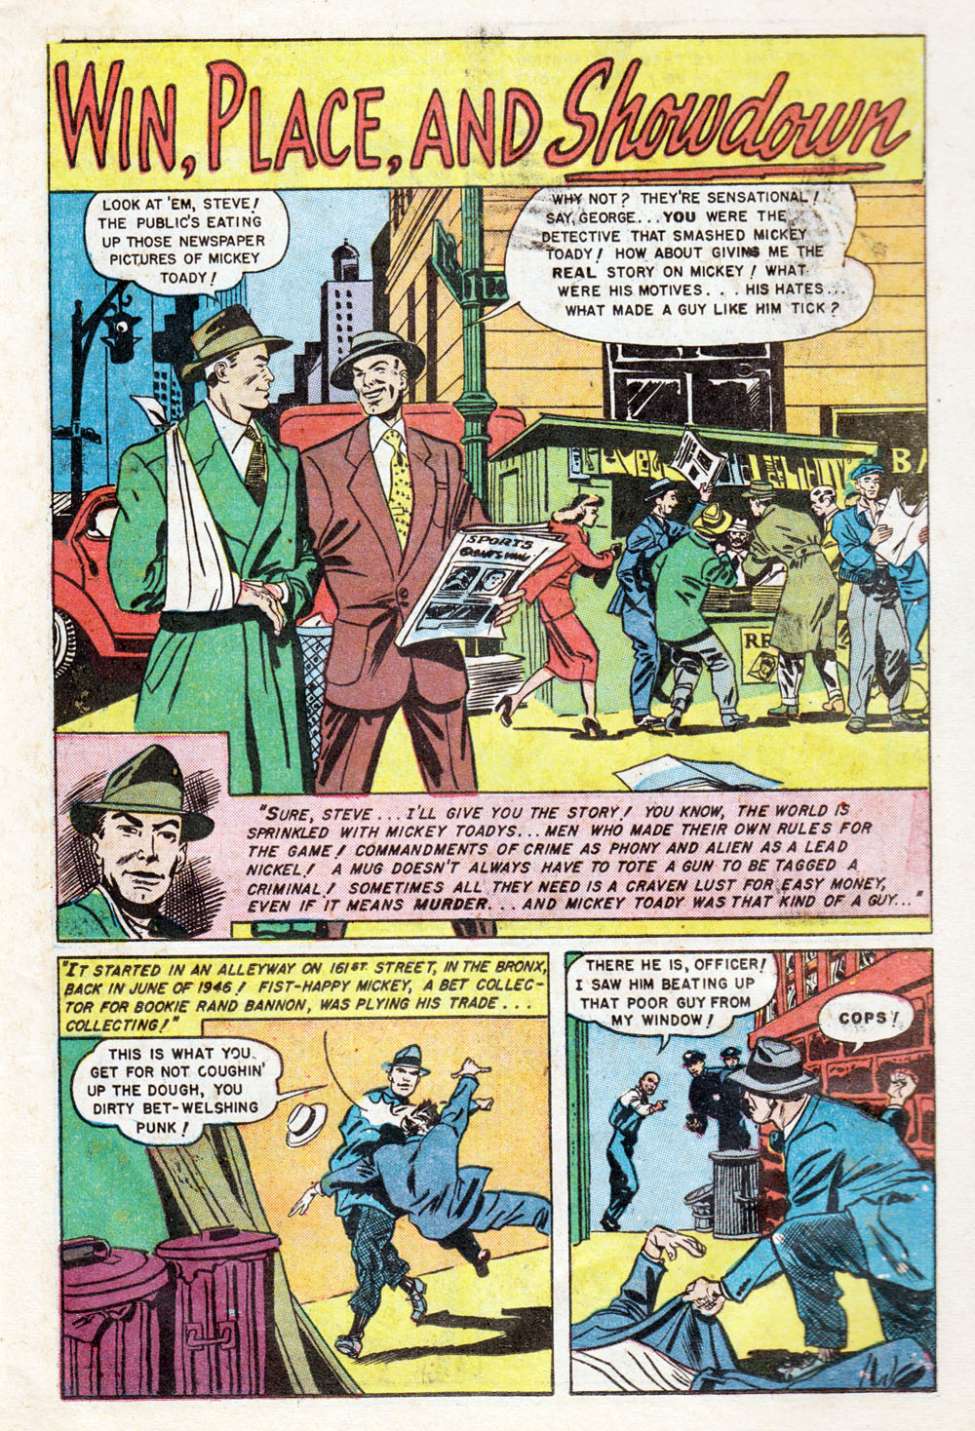 WIN, PLACE, AND Showdown
LOOK AT 'EM, STEVE!
THE PUBLIC'S EATING
UP THOSE NEWSPAPER
PICTURES OF MICKEY
TOADY!
WHY NOT? THEY'RE SENSATIONAL!
SAY, GEORGE... YOU WERE THE
DETECTIVE THAT SMASHED MICKEY
TOADY! HOW ABOUT GIVING ME THE
REAL STORY ON MICKEY! WHAT
WERE HIS MOTIVES... HIS HATES...
WHAT MADE A GUY LIKE HIM TICK?
SPORTS
BA
RE
"SURE, STEVE... I'LL GIVE YOU THE STORY! YOU KNOW, THE WORLD IS
SPRINKLED WITH MICKEY TOADYS... MEN WHO MADE THEIR OWN RULES FOR
THE GAME! COMMANDMENTS OF CRIME AS PHONY AND ALIEN AS A LEAD
NICKEL! A MUG DOESN'T ALWAYS HAVE TO TOTE A GUN TO BE TAGGED A
CRIMINAL! SOMETIMES ALL THEY NEED IS A CRAVEN LUST FOR EASY MONEY,
EVEN IF IT MEANS MURDER... AND MICKEY TOADY WAS THAT KIND OF A GUY..."
"IT STARTED IN AN ALLEYWAY ON 161ST STREET, IN THE BRONX,
BACK IN JUNE OF 1946! FIST-HAPPY MICKEY, A BET COLLEC-
TOR FOR BOOKIE RAND BANNON, WAS PLYING HIS TRADE...
COLLECTING!"
THIS IS WHAT YOU
GET FOR NOT COUGHIN'
UP THE DOUGH, YOU
DIRTY BET-WELSHING
PUNK!
THERE HE IS, OFFICER!
I SAW HIM BEATING UP
THAT POOR GUY FROM
MY WINDOW!
COPS!